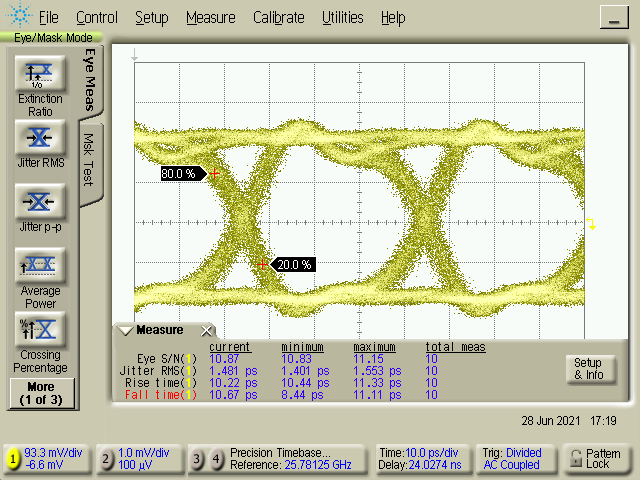 File Control Setup Measure Calibrate Utilities Help
Eye/Mask Mode
Eye Meas
Msk Test
1/0
Extinction
Ratio
Jitter RMS
Jitter p-p
Average
Power
%
Crossing
Percentage
More
(1 of 3)
80.0 %
20.0 %
Measure
current minimum maximum total meas
Eye S/N(1) 10.87 10.83 11.15 10
Jitter RMS(1) 1.481 ps 1.401 ps 1.553 ps 10
Rise time(1) 10.22 ps 10.44 ps 11.33 ps 10
Fall time(1) 10.67 ps 8.44 ps 11.11 ps 10
Setup
& Info
28 Jun 2021 17:19
1 93.3 mV/div
-6.6 mV
2 1.0 mV/div
100 µV
3 4
Precision Timebase...
Reference: 25.78125 GHz
Time:10.0 ps/div
Delay:24.0274 ns
Trig: Divided
AC Coupled
Pattern
Lock